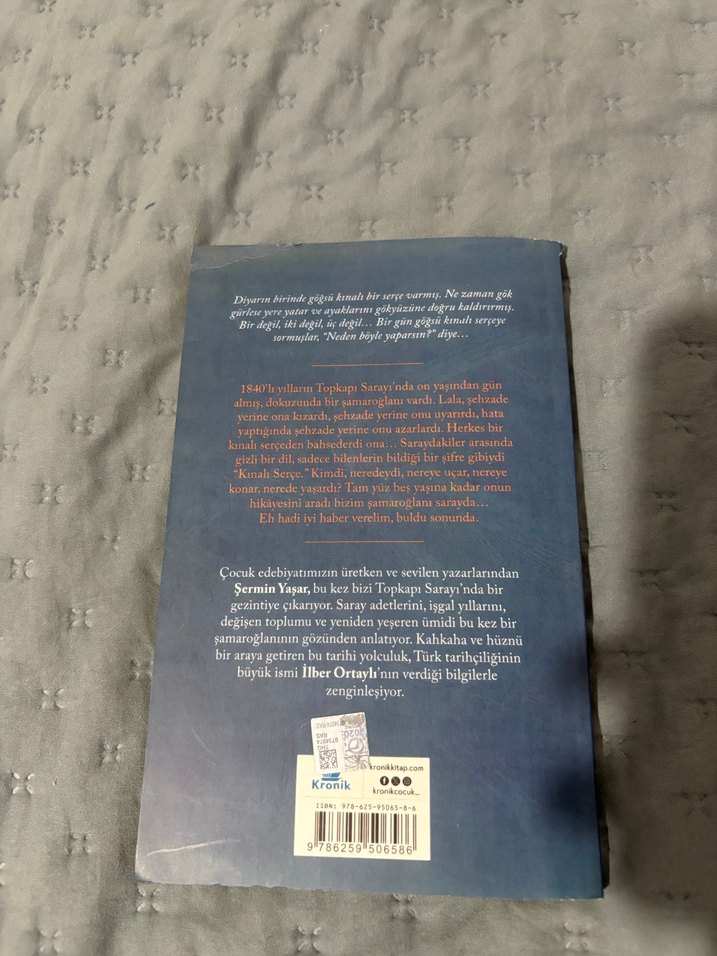 Diyarın birinde göğsü kınalı bir serçe varmış. Ne zaman gök
gürlese yere yatar ve ayaklarını gökyüzüne doğru kaldırırmış.
Bir değil, iki değil, üç değil… Bir gün göğsü kınalı serçeye
sormuşlar, “Neden böyle yaparsın?” diye…
1840’lı yılların Topkapı Sarayı’nda on yaşından gün
almış, dokuzunda bir şamaroğlanı vardı. Lala, şehzade
yerine ona kızardı, şehzade yerine onu uyarırdı, hata
yaptığında şehzade yerine onu azarlardı. Herkes bir
kınalı serçeden bahsederdi ona… Saraydakiler arasında
gizli bir dil, sadece bilenlerin bildiği bir şifre gibiydi
“Kınalı Serçe.” Kimdi, neredeydi, nereye uçar, nereye
konar, nerede yaşardı? Tam yüz beş yaşına kadar onun
hikâyesini aradı bizim şamaroğlanı sarayda…
Eh hadi iyi haber verelim, buldu sonunda.
Çocuk edebiyatımızın üretken ve sevilen yazarlarından
Şermin Yaşar, bu kez bizi Topkapı Sarayı’nda bir
gezintiye çıkarıyor. Saray adetlerini, işgal yıllarını,
değişen toplumu ve yeniden yeşeren ümidi bu kez bir
şamaroğlanının gözünden anlatıyor. Kahkaha ve hüznü
bir araya getiren bu tarihi yolculuk, Türk tarihçiliğinin
büyük ismi İlber Ortaylı’nın verdiği bilgilerle
zenginleşiyor.
Kronik
kronikkitap.com
kronikcocuk_
ISBN: 978-625-95065-8-6
9 786259 506586